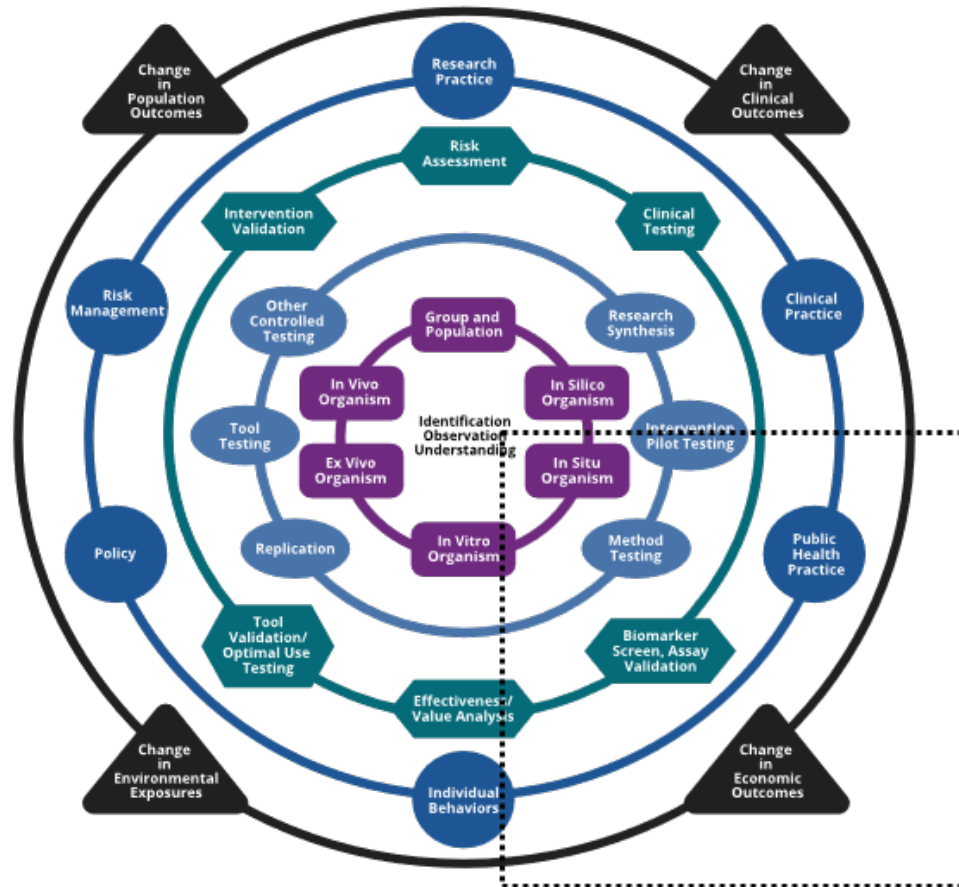 Change
in
Population
Outcomes
Research
Practice
Change
in
Clinical
Outcomes
Risk
Assessment
Intervention
Validation
Clinical
Testing
Risk
Management
Other
Controlled
Testing
Group and
Population
Research
Synthesis
Clinical
Practice
In Vivo
Organism
In Silico
Organism
Tool
Testing
Identification
Observation
Understanding
Intervention
Pilot Testing
Ex Vivo
Organism
In Situ
Organism
Policy
Replication
In Vitro
Organism
Method
Testing
Public
Health
Practice
Tool
Validation/
Optimal Use
Testing
Biomarker
Screen, Assay
Validation
Effectiveness/
Value Analysis
Change
in
Environmental
Exposures
Individual
Behaviors
Change
in
Economic
Outcomes